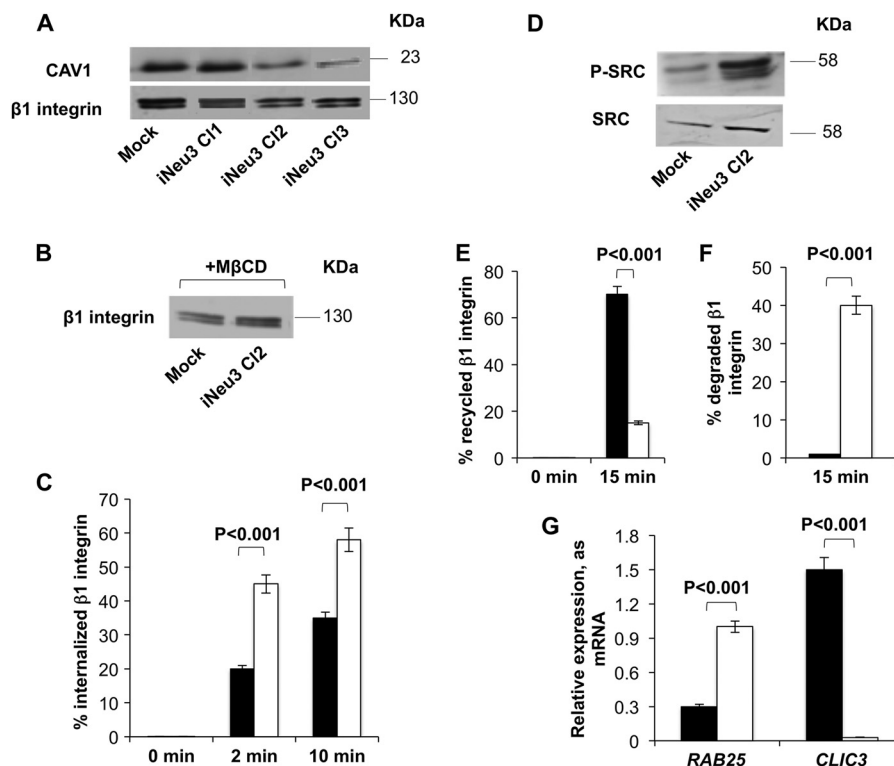 A
KDa
CAV1
23
β1 integrin
130
Mock
iNeu3 Cl1
iNeu3 Cl2
iNeu3 Cl3
D
KDa
P-SRC
58
SRC
58
Mock
iNeu3 Cl2
B
+MβCD
KDa
β1 integrin
130
Mock
iNeu3 Cl2
E
P<0.001
% recycled β1 integrin
80
60
40
20
0
0 min
15 min
F
P<0.001
% degraded β1
integrin
50
40
30
20
10
0
15 min
C
P<0.001
P<0.001
% internalized β1 integrin
70
60
50
40
30
20
10
0
0 min
2 min
10 min
G
P<0.001
P<0.001
Relative expression, as
mRNA
1.8
1.5
1.2
0.9
0.6
0.3
0
RAB25
CLIC3